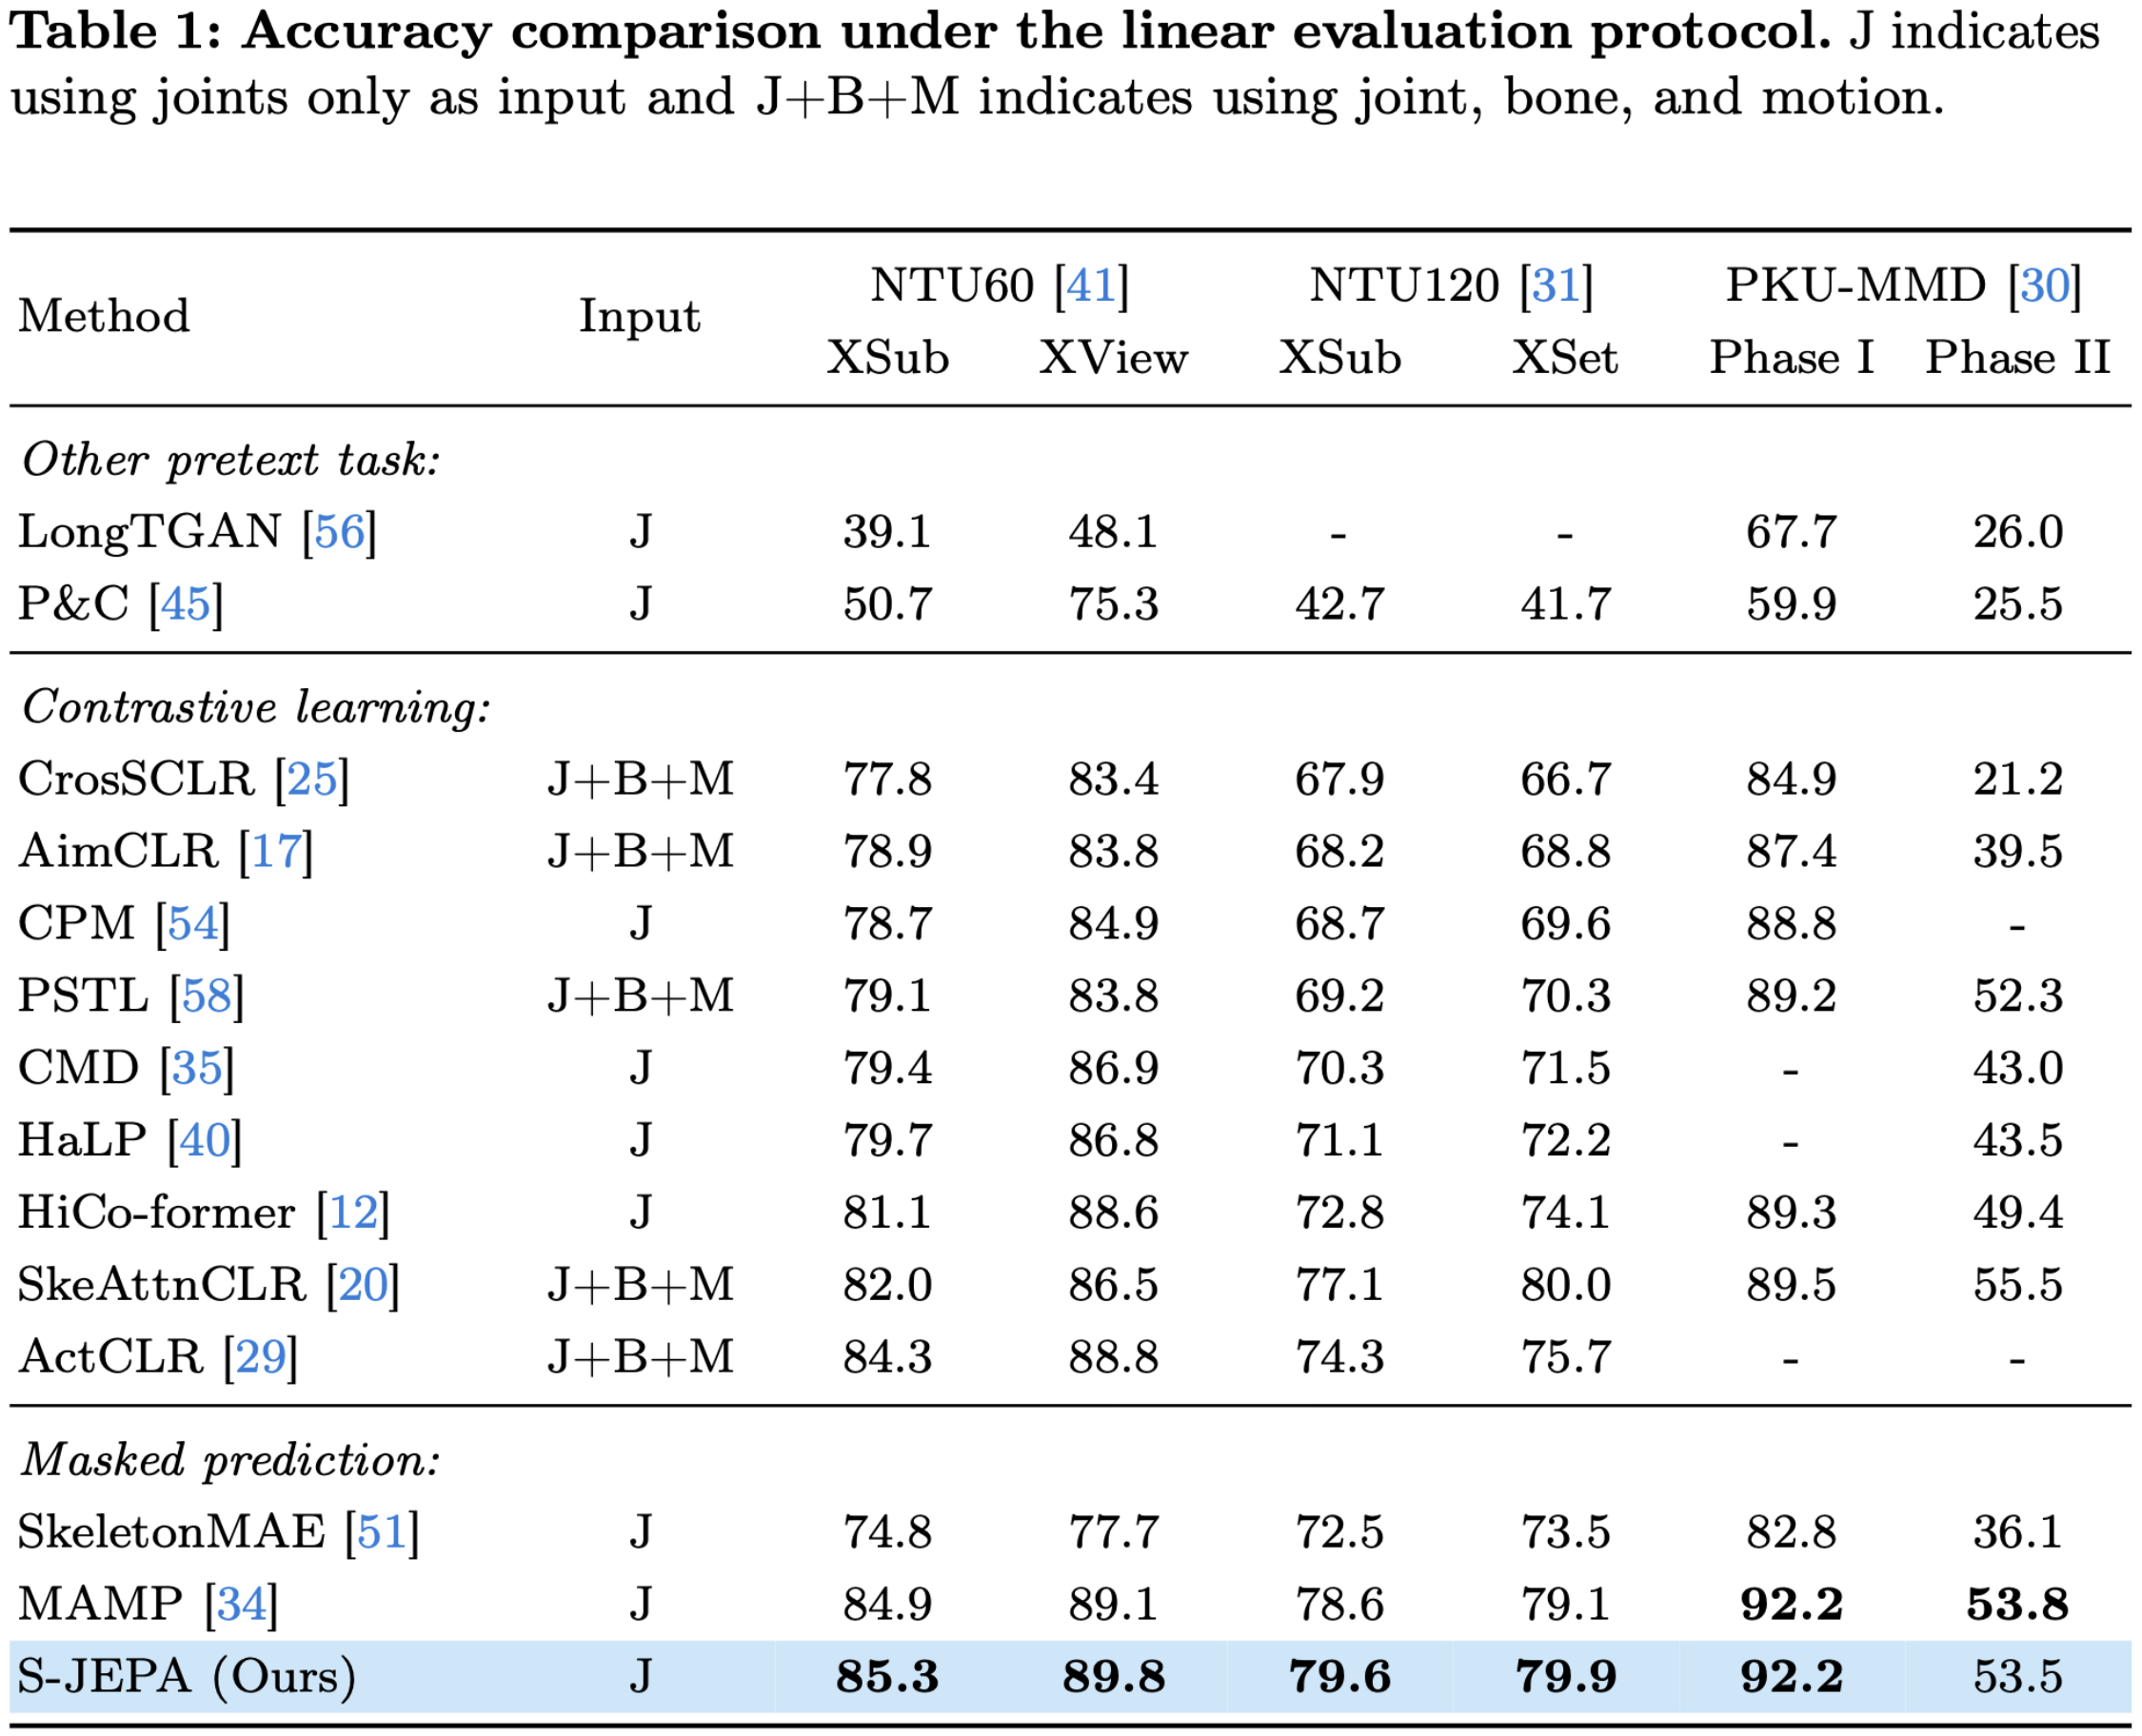 Table 1: Accuracy comparison under the linear evaluation protocol. J indicates
using joints only as input and J+B+M indicates using joint, bone, and motion.
Method Input NTU60 [41] NTU120 [31] PKU-MMD [30]
XSub XView XSub XSet Phase I Phase II
Other pretext task:
LongTGAN [56] J 39.1 48.1 - - 67.7 26.0
P&C [45] J 50.7 75.3 42.7 41.7 59.9 25.5
Contrastive learning:
CrosSCLR [25] J+B+M 77.8 83.4 67.9 66.7 84.9 21.2
AimCLR [17] J+B+M 78.9 83.8 68.2 68.8 87.4 39.5
CPM [54] J 78.7 84.9 68.7 69.6 88.8 -
PSTL [58] J+B+M 79.1 83.8 69.2 70.3 89.2 52.3
CMD [35] J 79.4 86.9 70.3 71.5 - 43.0
HaLP [40] J 79.7 86.8 71.1 72.2 - 43.5
HiCo-former [12] J 81.1 88.6 72.8 74.1 89.3 49.4
SkeAttnCLR [20] J+B+M 82.0 86.5 77.1 80.0 89.5 55.5
ActCLR [29] J+B+M 84.3 88.8 74.3 75.7 - -
Masked prediction:
SkeletonMAE [51] J 74.8 77.7 72.5 73.5 82.8 36.1
MAMP [34] J 84.9 89.1 78.6 79.1 92.2 53.8
S-JEPA (Ours) J 85.3 89.8 79.6 79.9 92.2 53.5